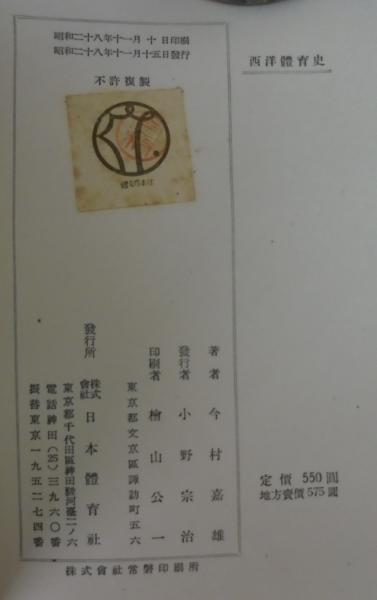 西洋體育史
昭和二十八年十一月 十 日印刷
昭和二十八年十一月十五日發行
不許複製
定價 550圓
地方賣價 575圓
著者 今村嘉雄
發行者 小野宗治
印刷者 檜山公一
東京都文京區諏訪町五六
發行所 株式會社 日本體育社
東京都千代田區神田駿河臺二ノ六
電話神田(25)三九六〇番
振替東京一九五二七四番
株式會社常磐印刷所